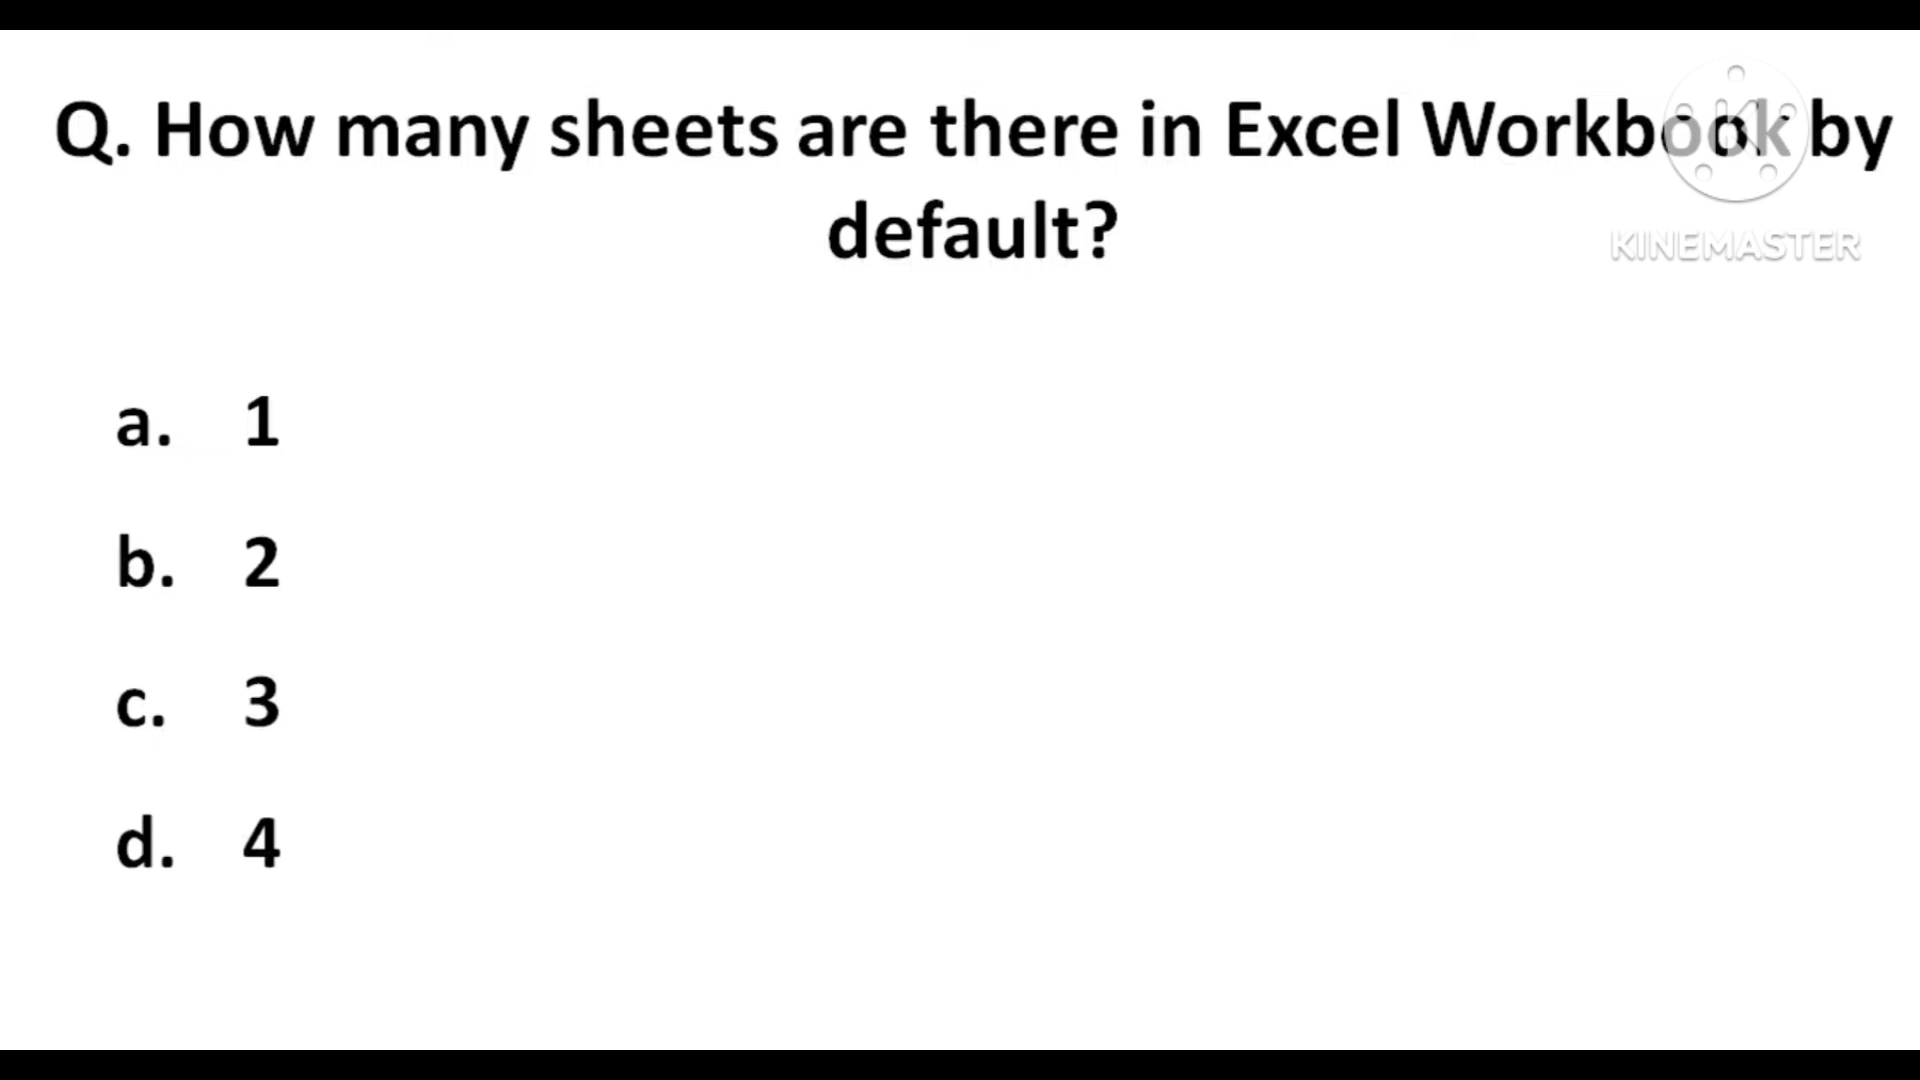 Q. How many sheets are there in Excel Workbook by
default?
KINEMASTER
a. 1
b. 2
c. 3
d. 4